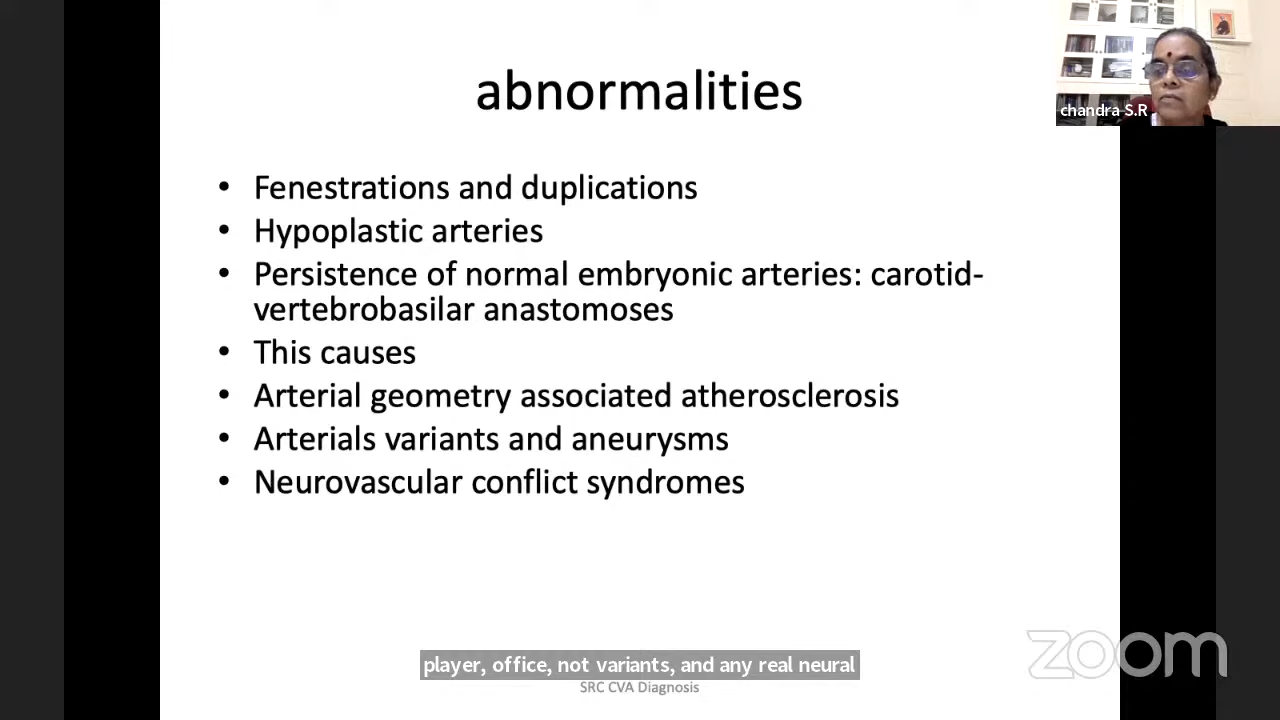 abnormalities
chandra S.R
• Fenestrations and duplications
• Hypoplastic arteries
• Persistence of normal embryonic arteries: carotid-
vertebrobasilar anastomoses
• This causes
• Arterial geometry associated atherosclerosis
• Arterials variants and aneurysms
• Neurovascular conflict syndromes
zoom
player, office, not variants, and any real neural
SRC CVA Diagnosis